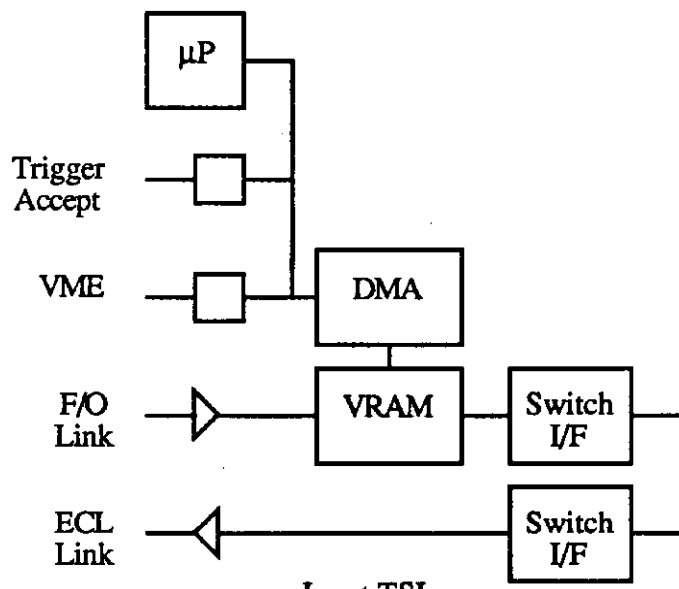 μP
Trigger
Accept
VME
DMA
F/O
Link
VRAM
Switch
I/F
ECL
Link
Switch
I/F